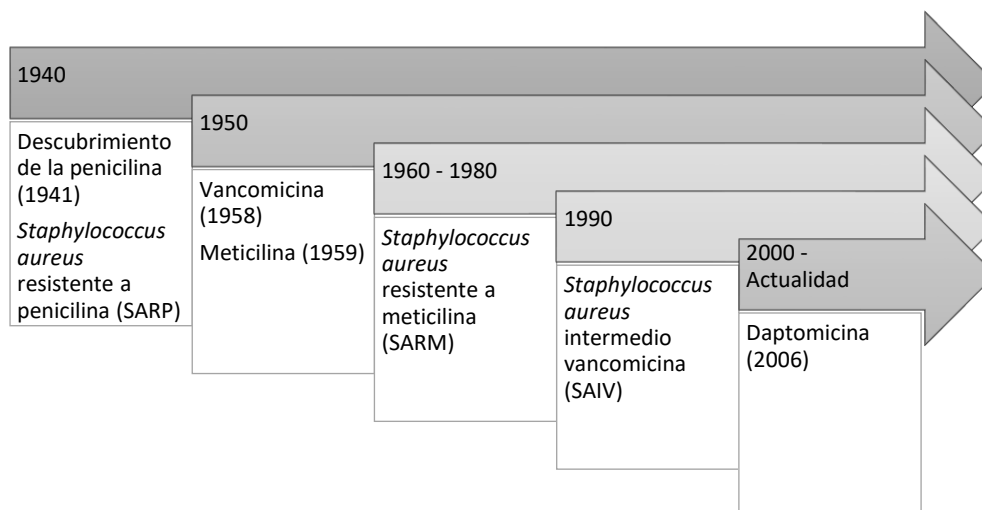 1940
Descubrimiento
de la penicilina
(1941)
Staphylococcus
aureus
resistente a
penicilina (SARP)
1950
Vancomicina
(1958)
Meticilina (1959)
1960 - 1980
Staphylococcus
aureus
resistente a
meticilina
(SARM)
1990
Staphylococcus
aureus
intermedio
vancomicina
(SAIV)
2000 -
Actualidad
Daptomicina
(2006)